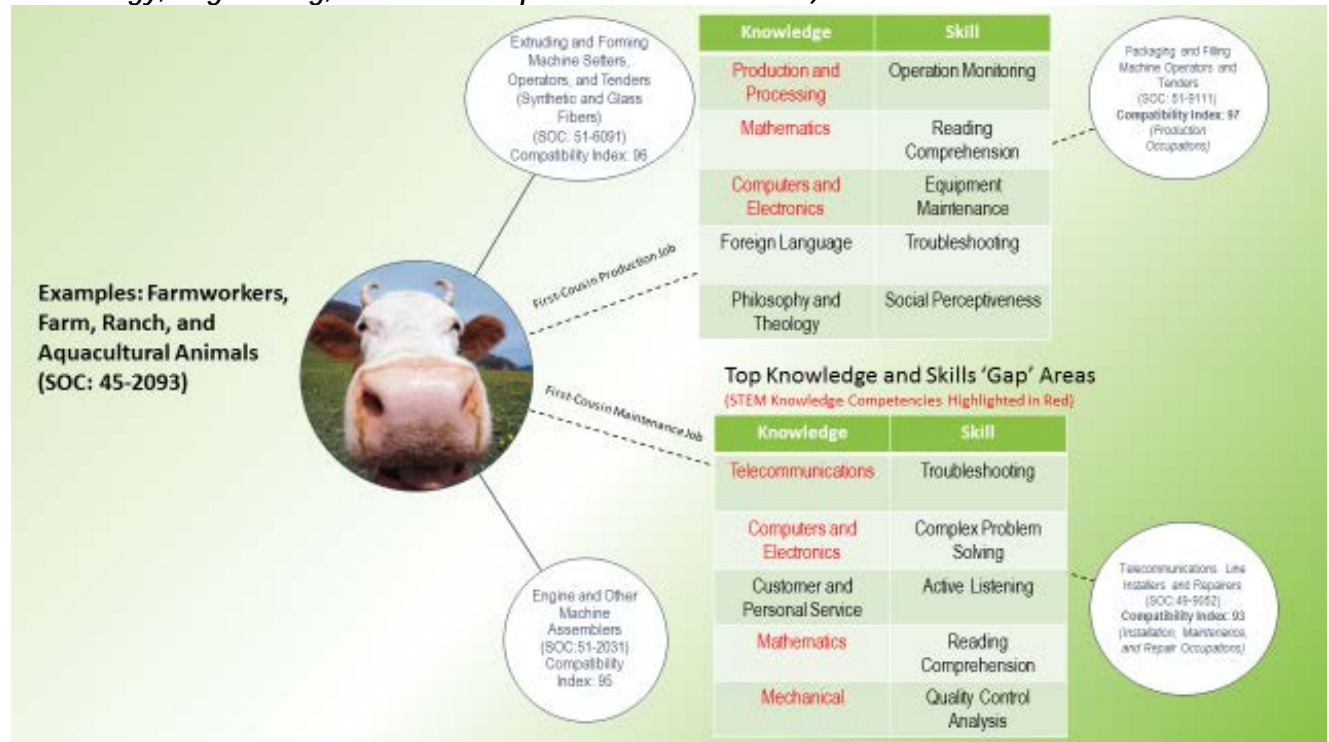 Extruding and Forming
Machine Setters,
Operators, and Tenders
(Synthetic and Glass
Fibers)
(SOC: 51-6091)
Compatibility Index: 96
Knowledge Skill
Production and
Processing
Operation Monitoring
Mathematics
Reading
Comprehension
Computers and
Electronics
Equipment
Maintenance
Foreign Language
Troubleshooting
Philosophy and
Theology
Social Perceptiveness
Packaging and Filling
Machine Operators and
Tenders
(SOC: 51-9111)
Compatibility Index: 97
(Production
Occupations)
First-Cousin Production Job
Examples: Farmworkers,
Farm, Ranch, and
Aquacultural Animals
(SOC: 45-2093)
First-Cousin Maintenance Job
Top Knowledge and Skills ‘Gap’ Areas
(STEM Knowledge Competencies Highlighted in Red)
Knowledge Skill
Telecommunications
Troubleshooting
Computers and
Electronics
Complex Problem
Solving
Customer and
Personal Service
Active Listening
Mathematics
Reading
Comprehension
Mechanical
Quality Control
Analysis
Engine and Other
Machine
Assemblers
(SOC:51-2031)
Compatibility
Index: 95
Telecommunications Line
Installers and Repairers
(SOC:49-9052)
Compatibility Index: 93
(Installation, Maintenance,
and Repair Occupations)